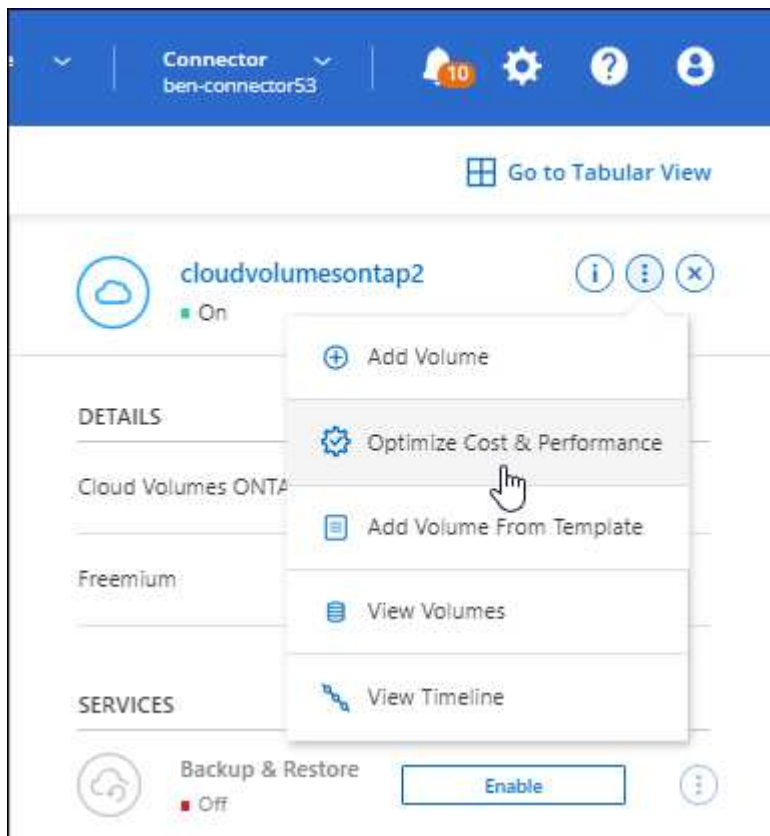 Connector
ben-connector53
10
Go to Tabular View
cloudvolumesontap2
On
Add Volume
DETAILS
Optimize Cost & Performance
Cloud Volumes ONTA
Add Volume From Template
Freemium
View Volumes
View Timeline
SERVICES
Backup & Restore
Off
Enable